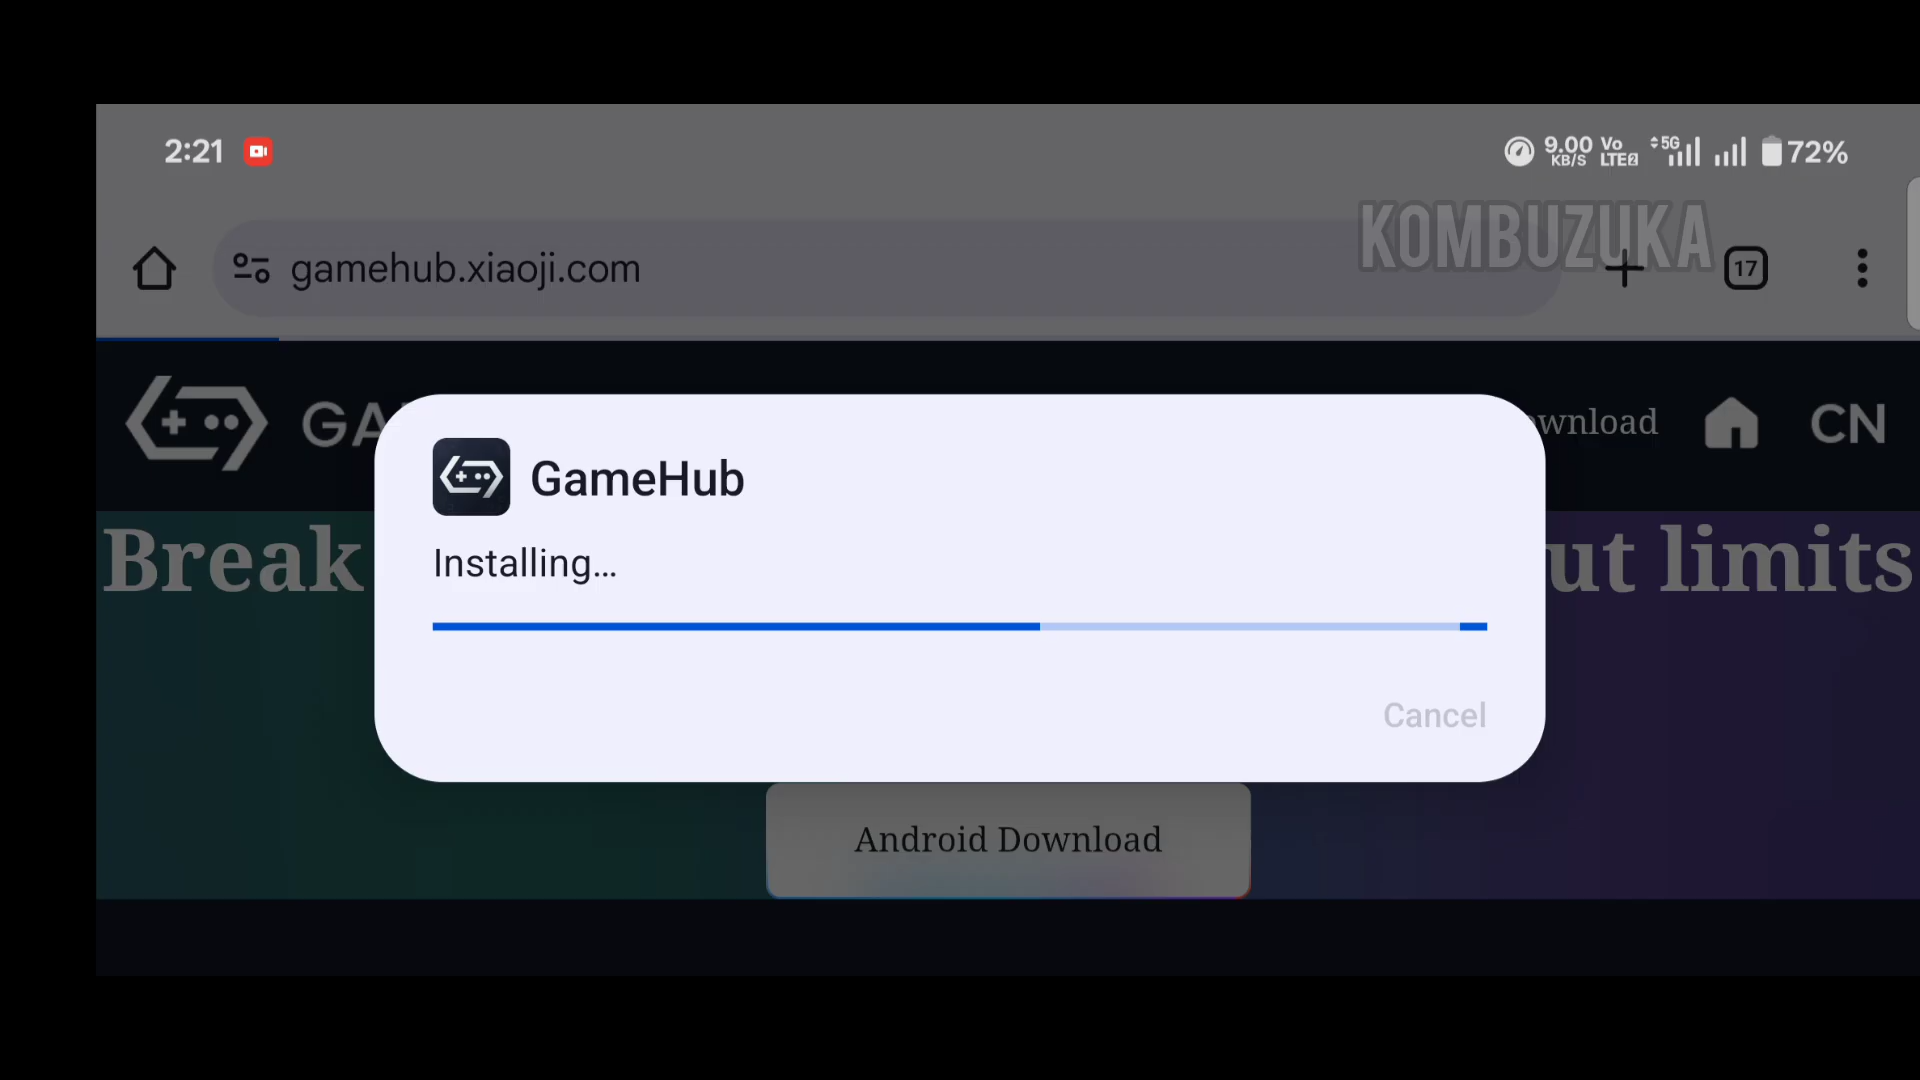 2:21
9.00 KB/S Vo LTE2 5G 72%
KOMBUZUKA
gamehub.xiaoji.com
17
GA
wnload
CN
GameHub
Break
ut limits
Installing...
Cancel
Android Download